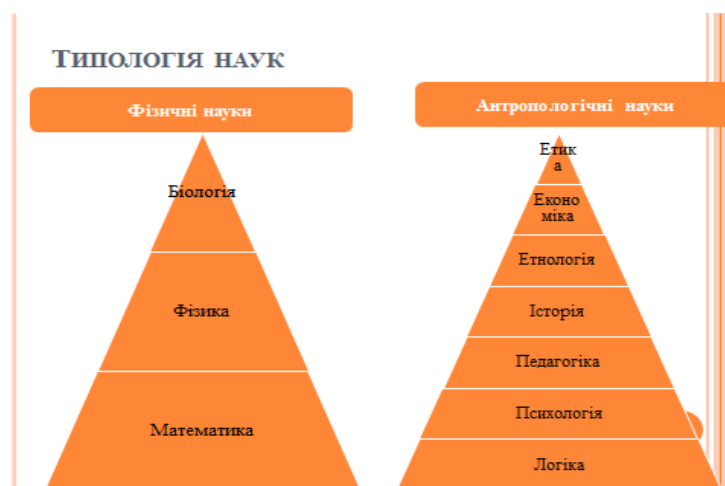 ТИПОЛОГІЯ НАУК
Фізичні науки
Біологія
Фізика
Математика
Антропологічні науки
Етик
а
Еконо
міка
Етнологія
Історія
Педагогіка
Психологія
Логіка